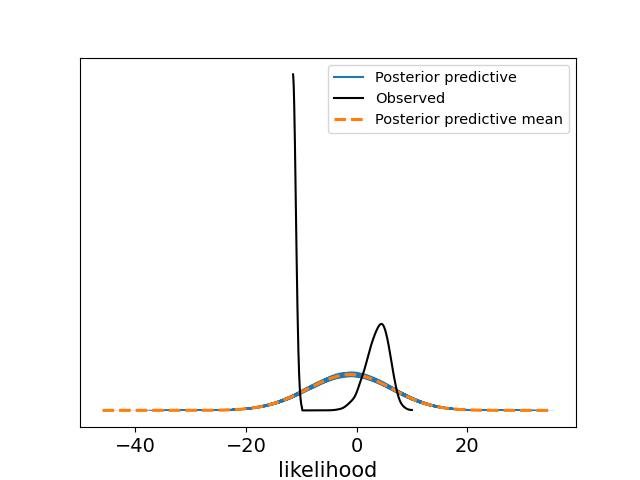 Posterior predictive
Observed
Posterior predictive mean
−40
−20
0
20
likelihood